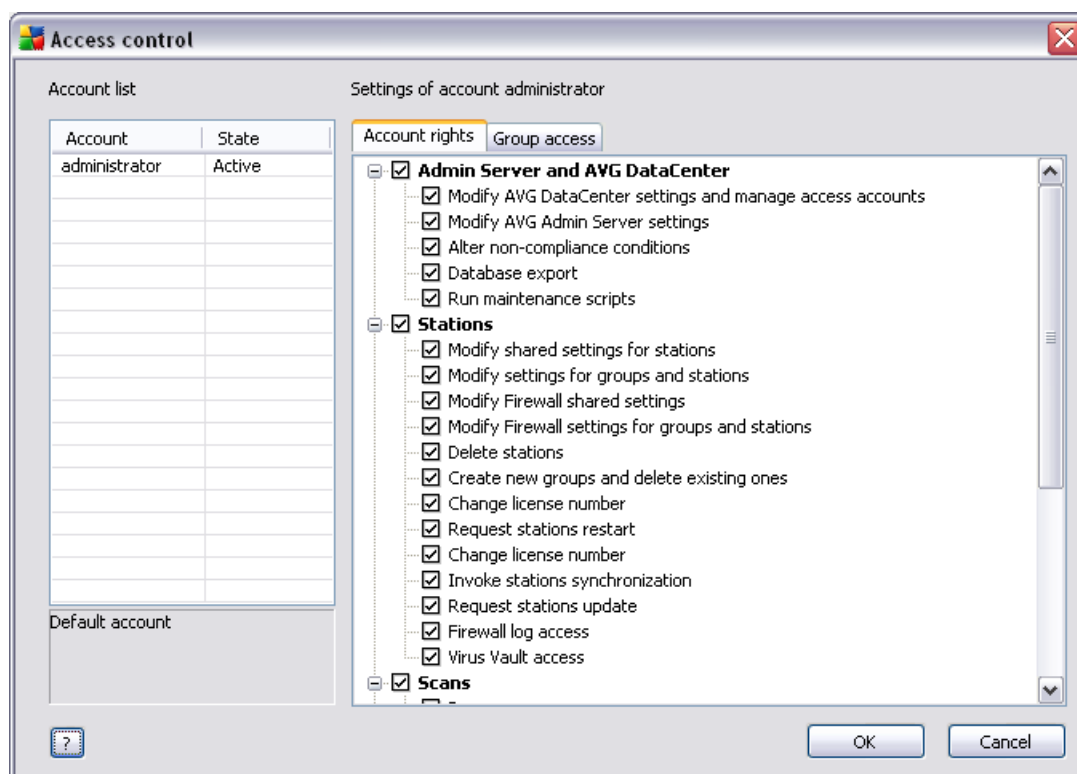 Access control
Account list
Settings of account administrator
Account State
administrator Active
Default account
Account rights Group access
Admin Server and AVG DataCenter
Modify AVG DataCenter settings and manage access accounts
Modify AVG Admin Server settings
Alter non-compliance conditions
Database export
Run maintenance scripts
Stations
Modify shared settings for stations
Modify settings for groups and stations
Modify Firewall shared settings
Modify Firewall settings for groups and stations
Delete stations
Create new groups and delete existing ones
Change license number
Request stations restart
Change license number
Invoke stations synchronization
Request stations update
Firewall log access
Virus Vault access
Scans
?
OK Cancel